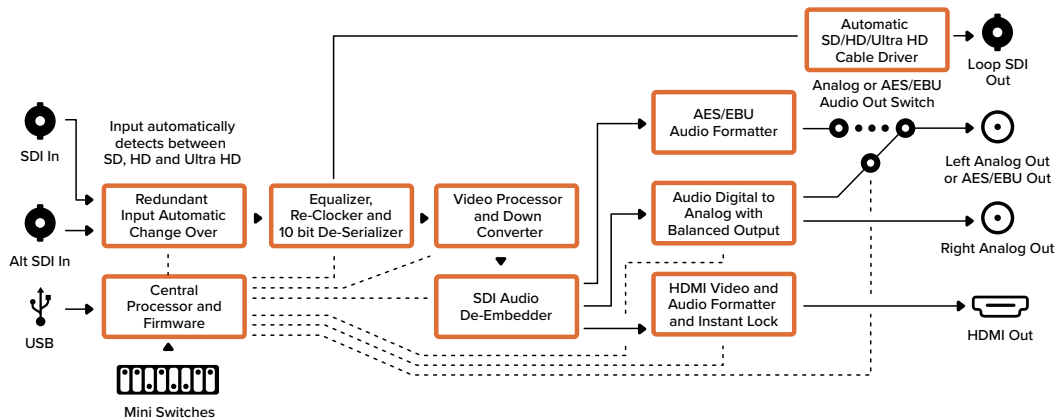 Automatic
SD/HD/Ultra HD
Cable Driver
Loop SDI
Out
Analog or AES/EBU
Audio Out Switch
SDI In
Input automatically
detects between
SD, HD and Ultra HD
AES/EBU
Audio Formatter
Left Analog Out
or AES/EBU Out
Redundant
Input Automatic
Change Over
Equalizer,
Re-Clocker and
10 bit De-Serializer
Video Processor
and Down
Converter
Audio Digital to
Analog with
Balanced Output
Alt SDI In
Right Analog Out
Central
Processor and
Firmware
SDI Audio
De-Embedder
HDMI Video and
Audio Formatter
and Instant Lock
USB
HDMI Out
Mini Switches